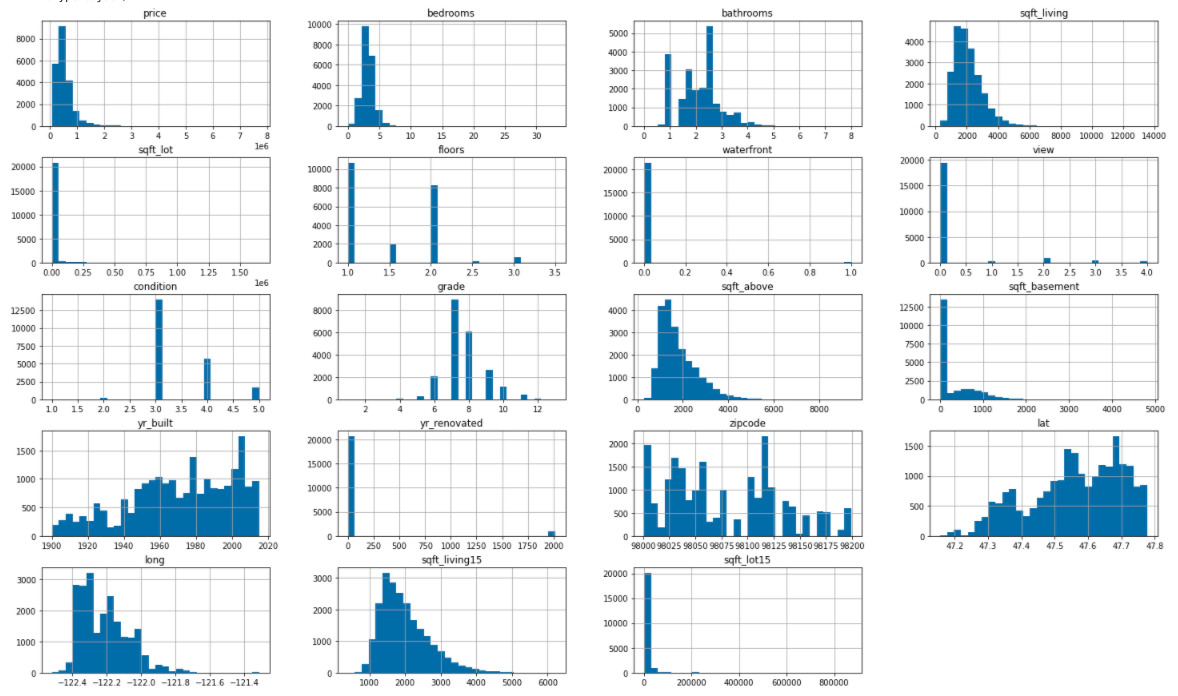 price bedrooms bathrooms sqft_living
8000 6000 4000 2000 0
0 1 2 3 4 5 6 7 8
1e6
10000 8000 6000 4000 2000 0
0 5 10 15 20 25 30
5000 4000 3000 2000 1000 0
0 1 2 3 4 5 6 7 8
4000 3000 2000 1000 0
2000 4000 6000 8000 10000 12000 14000
sqft_lot floors waterfront view
20000 15000 10000 5000 0
0.00 0.25 0.50 0.75 1.00 1.25 1.50
1e6
10000 8000 6000 4000 2000 0
1.0 1.5 2.0 2.5 3.0 3.5
20000 15000 10000 5000 0
0.0 0.2 0.4 0.6 0.8 1.0
20000 15000 10000 5000 0
0.0 0.5 1.0 1.5 2.0 2.5 3.0 3.5 4.0
condition grade sqft_above sqft_basement
12500 10000 7500 5000 2500 0
1.0 1.5 2.0 2.5 3.0 3.5 4.0 4.5 5.0
8000 6000 4000 2000 0
2 4 6 8 10 12
4000 3000 2000 1000 0
0 2000 4000 6000 8000
12500 10000 7500 5000 2500 0
0 1000 2000 3000 4000 5000
yr_built yr_renovated zipcode lat
1500 1000 500 0
1900 1920 1940 1960 1980 2000 2020
20000 15000 10000 5000 0
0 250 500 750 1000 1250 1500 1750 2000
2000 1500 1000 500 0
98000 98025 98050 98075 98100 98125 98150 98175 98200
1500 1000 500 0
47.2 47.3 47.4 47.5 47.6 47.7 47.8
long sqft_living15 sqft_lot15
3000 2000 1000 0
−122.4 −122.2 −122.0 −121.8 −121.6 −121.4
3000 2000 1000 0
1000 2000 3000 4000 5000 6000
20000 15000 10000 5000 0
0 200000 400000 600000 800000